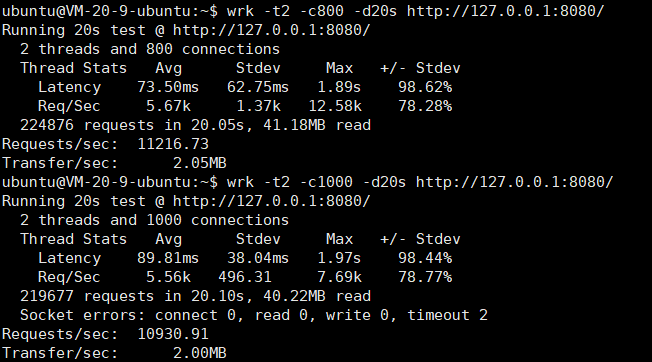 ubuntu@VM-20-9-ubuntu:~$ wrk -t2 -c800 -d20s http://127.0.0.1:8080/
Running 20s test @ http://127.0.0.1:8080/
  2 threads and 800 connections
  Thread Stats   Avg      Stdev     Max   +/- Stdev
    Latency    73.50ms   62.75ms   1.89s    98.62%
    Req/Sec     5.67k     1.37k   12.58k    78.28%
  224876 requests in 20.05s, 41.18MB read
Requests/sec:  11216.73
Transfer/sec:      2.05MB
ubuntu@VM-20-9-ubuntu:~$ wrk -t2 -c1000 -d20s http://127.0.0.1:8080/
Running 20s test @ http://127.0.0.1:8080/
  2 threads and 1000 connections
  Thread Stats   Avg      Stdev     Max   +/- Stdev
    Latency    89.81ms   38.04ms   1.97s    98.44%
    Req/Sec     5.56k   496.31     7.69k    78.77%
  219677 requests in 20.10s, 40.22MB read
  Socket errors: connect 0, read 0, write 0, timeout 2
Requests/sec:  10930.91
Transfer/sec:      2.00MB